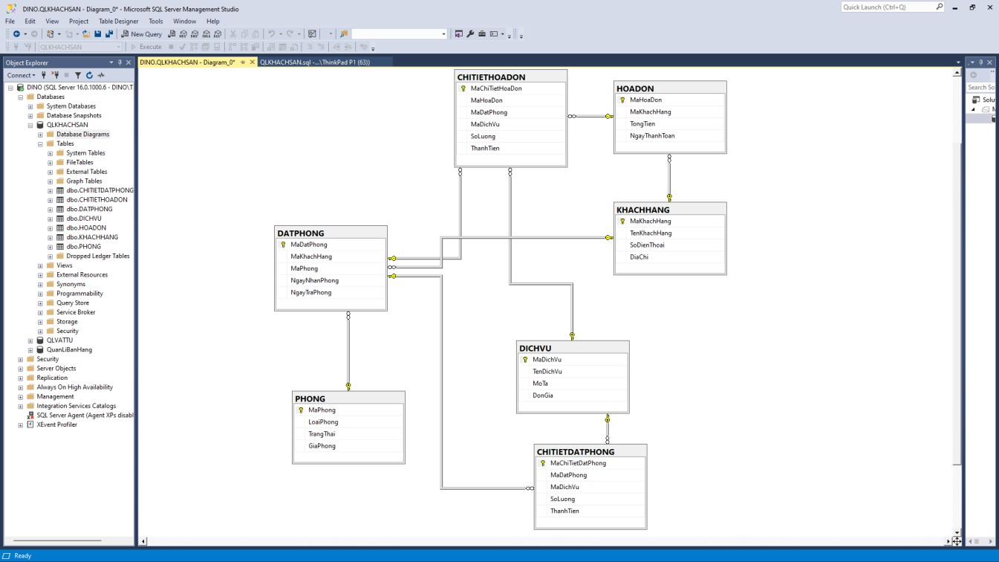 DINO.QLKHACHSAN - Diagram_0* - Microsoft SQL Server Management Studio
Quick Launch (Ctrl+Q)
File Edit View Project Table Designer Tools Window Help
New Query
QLKHACHSAN
Execute
Object Explorer
DINO.QLKHACHSAN - Diagram_0*
QLKHACHSAN.sql -...\ThinkPad P1 (63))
Connect
Search So
Solu
DINO (SQL Server 16.0.1000.6 - DINO\T
Databases
System Databases
Database Snapshots
QLKHACHSAN
Database Diagrams
Tables
System Tables
FileTables
External Tables
Graph Tables
dbo.CHITIETDATPHONG
dbo.CHITIETHOADON
dbo.DATPHONG
dbo.DICHVU
dbo.HOADON
dbo.KHACHHANG
dbo.PHONG
Dropped Ledger Tables
Views
External Resources
Synonyms
Programmability
Query Store
Service Broker
Storage
Security
QLVATTU
QuanLiBanHang
Security
Server Objects
Replication
Always On High Availability
Management
Integration Services Catalogs
SQL Server Agent (Agent XPs disabl
XEvent Profiler
CHITIETHOADON
MaChiTietHoaDon
MaHoaDon
MaDatPhong
MaDichVu
SoLuong
ThanhTien
HOADON
MaHoaDon
MaKhachHang
TongTien
NgayThanhToan
KHACHHANG
MaKhachHang
TenKhachHang
SoDienThoai
DiaChi
DATPHONG
MaDatPhong
MaKhachHang
MaPhong
NgayNhanPhong
NgayTraPhong
DICHVU
MaDichVu
TenDichVu
MoTa
DonGia
PHONG
MaPhong
LoaiPhong
TrangThai
GiaPhong
CHITIETDATPHONG
MaChiTietDatPhong
MaDatPhong
MaDichVu
SoLuong
ThanhTien
Ready